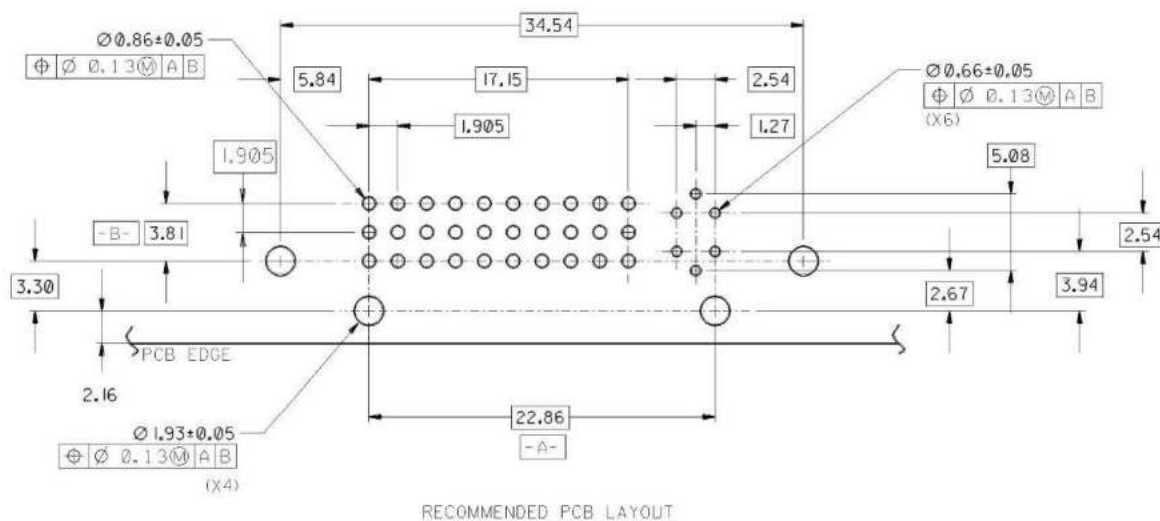 34.54
Ø0.86±0.05
⌖ Ø 0.13Ⓜ A B
5.84
17.15
2.54
Ø0.66±0.05
⌖ Ø 0.13Ⓜ A B
(X6)
1.905
1.27
1.905
5.08
-B- 3.81
2.54
3.30
2.67
3.94
PCB EDGE
2.16
22.86
-A-
Ø1.93±0.05
⌖ Ø 0.13Ⓜ A B
(X4)
RECOMMENDED PCB LAYOUT